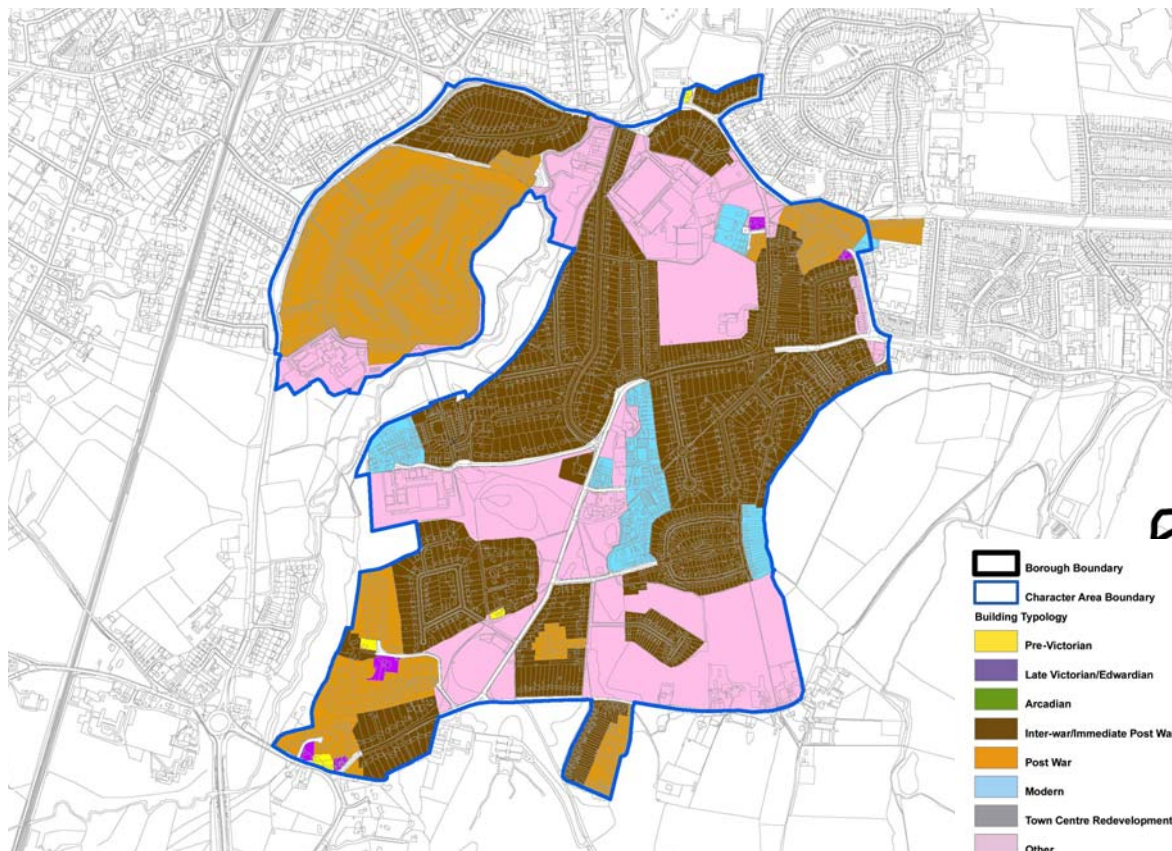 Borough Boundary
Character Area Boundary
Building Typology
Pre-Victorian
Late Victorian/Edwardian
Arcadian
Inter-war/Immediate Post Wa
Post War
Modern
Town Centre Redevelopment
Other